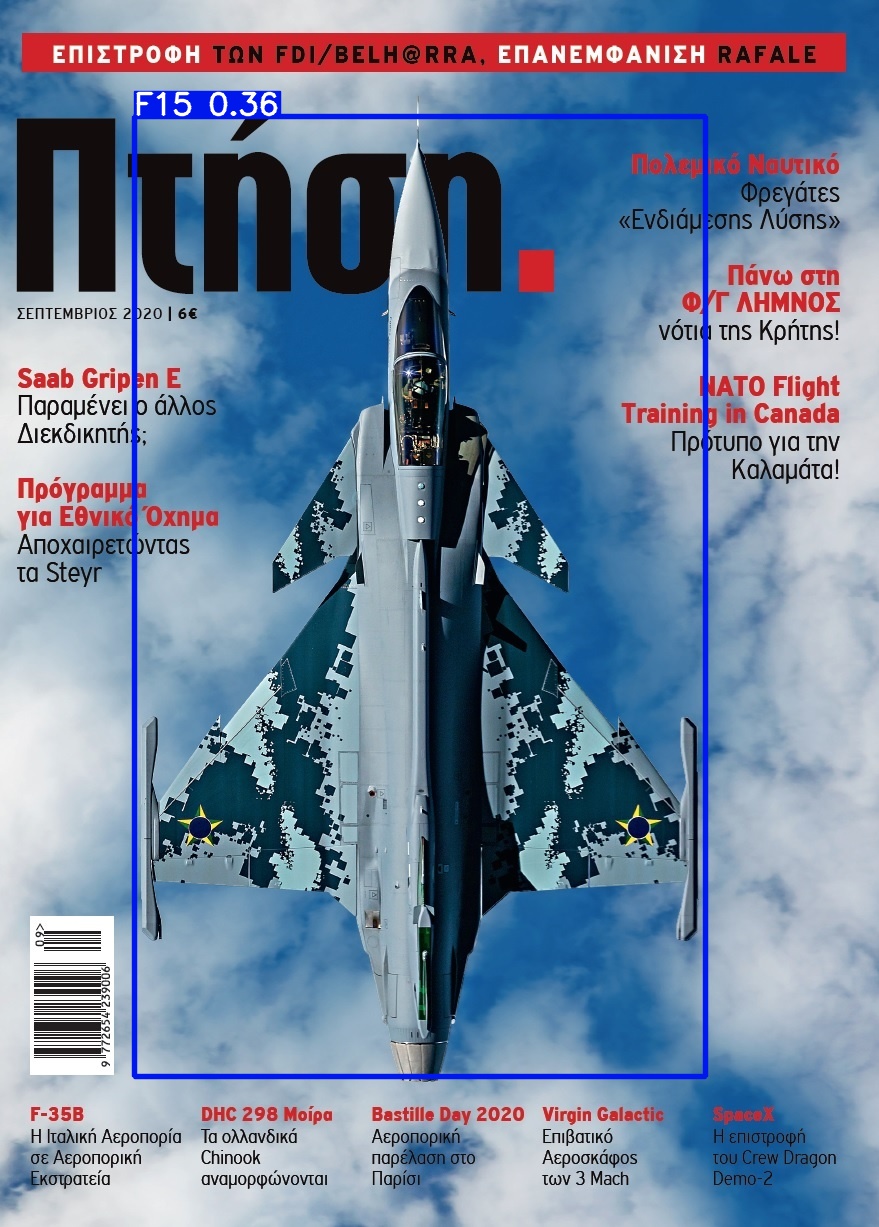 ΕΠΙΣΤΡΟΦΗ ΤΩΝ FDI/BELH@RRA, ΕΠΑΝΕΜΦΑΝΙΣΗ RAFALE
F15 0.36
Πτήση.
ΣΕΠΤΕΜΒΡΙΟΣ 2020 | 6€
Saab Gripen E
Παραμένει ο άλλος
Διεκδικητής;
Πρόγραμμα
για Εθνικό Όχημα
Αποχαιρετώντας
τα Steyr
Πολεμικό Ναυτικό
Φρεγάτες
«Ενδιάμεσης Λύσης»
Πάνω στη
Φ/Γ ΛΗΜΝΟΣ
νότια της Κρήτης!
NATO Flight
Training in Canada
Πρότυπο για την
Καλαμάτα!
09>
9 772654 239006
F-35B
Η Ιταλική Αεροπορία
σε Αεροπορική
Εκστρατεία
DHC 298 Μοίρα
Τα ολλανδικά
Chinook
αναμορφώνονται
Bastille Day 2020
Αεροπορική
παρέλαση στο
Παρίσι
Virgin Galactic
Επιβατικό
Αεροσκάφος
των 3 Mach
SpaceX
Η επιστροφή
του Crew Dragon
Demo-2